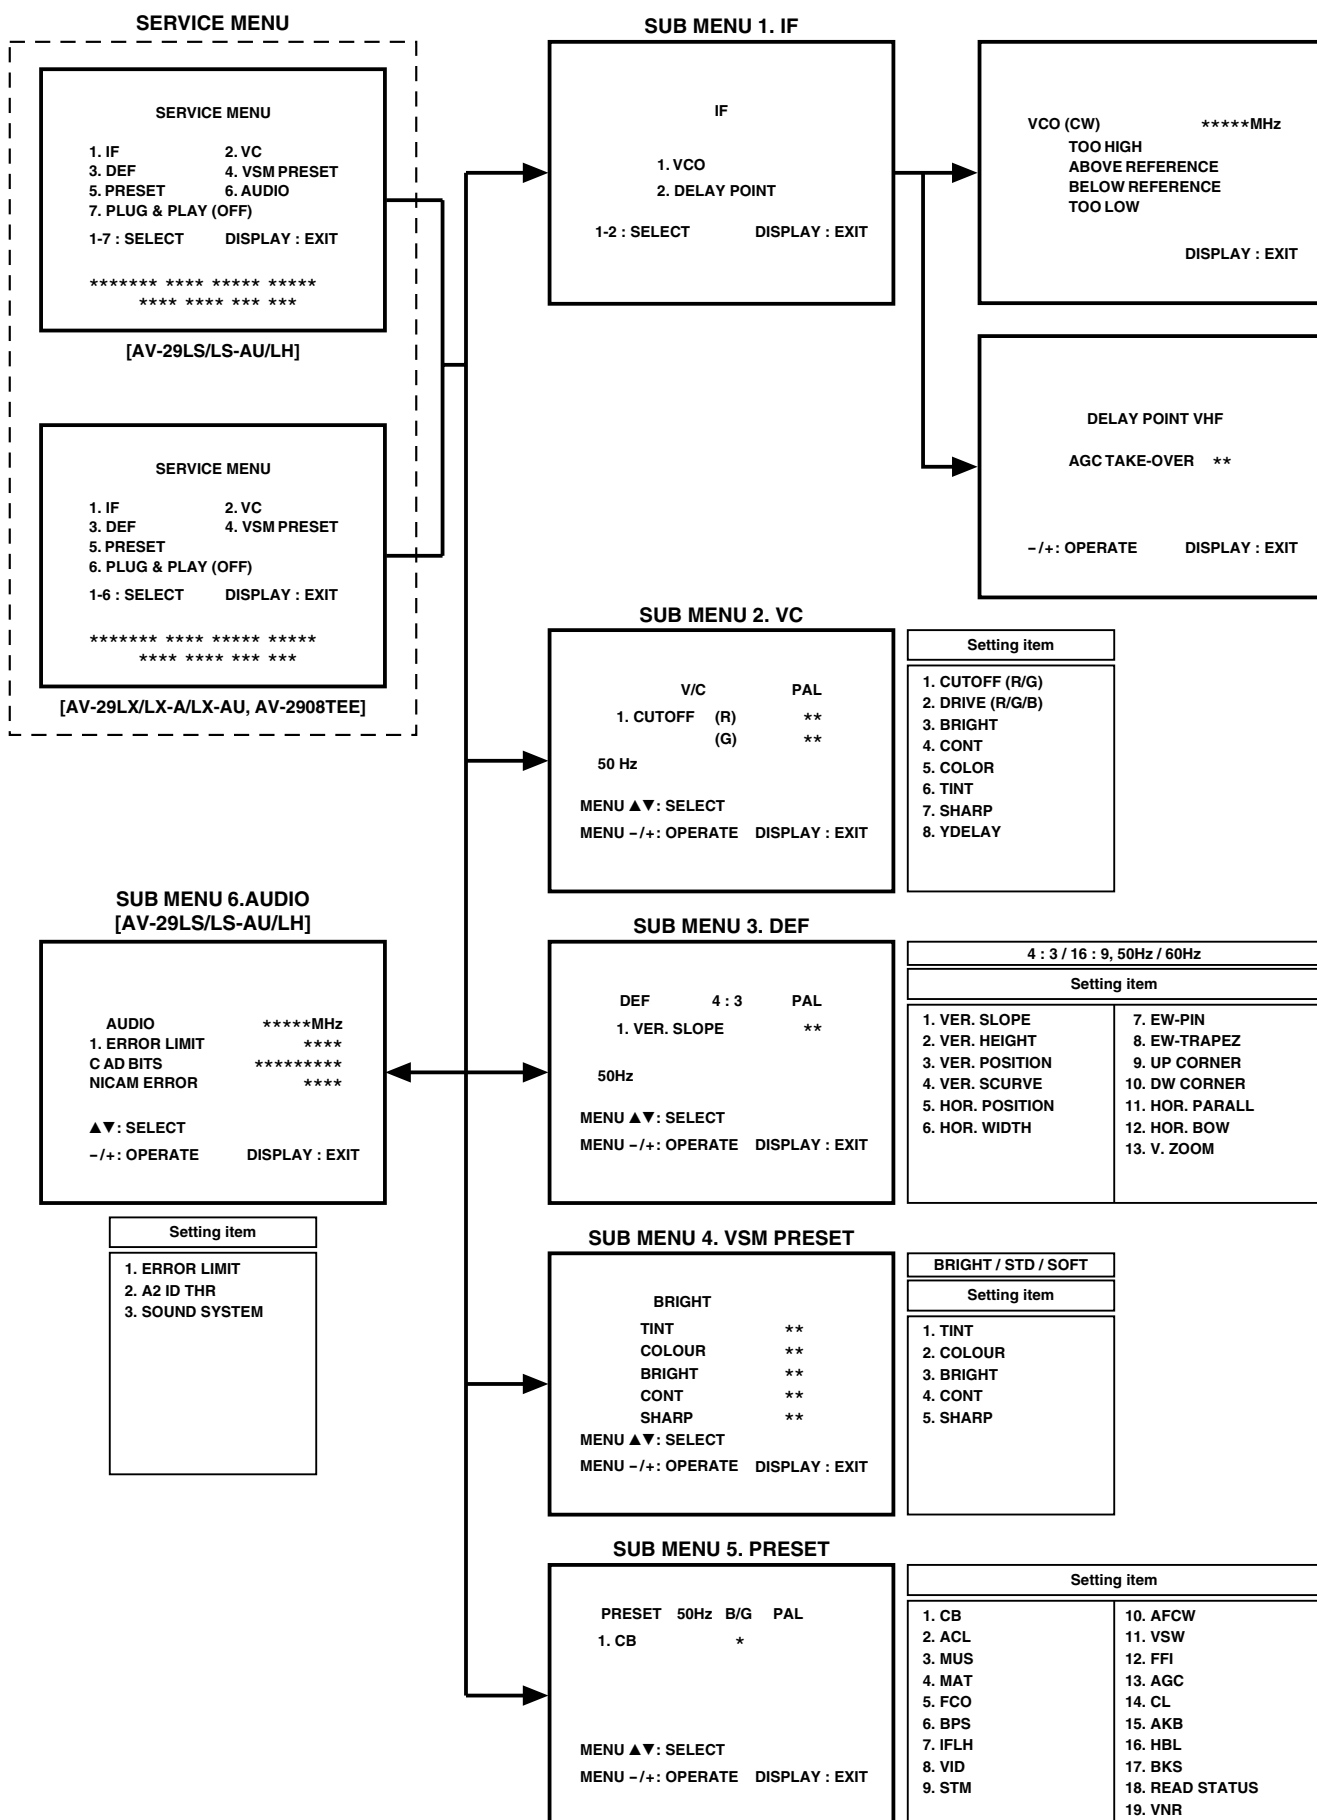 SERVICE MENU
SERVICE MENU
1. IF 2. VC
3. DEF 4. VSM PRESET
5. PRESET 6. AUDIO
7. PLUG & PLAY (OFF)
1-7 : SELECT DISPLAY : EXIT
******* **** ***** *****
**** **** *** ***
[AV-29LS/LS-AU/LH]
SERVICE MENU
1. IF 2. VC
3. DEF 4. VSM PRESET
5. PRESET
6. PLUG & PLAY (OFF)
1-6 : SELECT DISPLAY : EXIT
******* **** ***** *****
**** **** *** ***
[AV-29LX/LX-A/LX-AU, AV-2908TEE]
SUB MENU 1. IF
IF
1. VCO
2. DELAY POINT
1-2 : SELECT DISPLAY : EXIT
VCO (CW) *****MHz
TOO HIGH
ABOVE REFERENCE
BELOW REFERENCE
TOO LOW
DISPLAY : EXIT
DELAY POINT VHF
AGC TAKE-OVER **
–/+: OPERATE DISPLAY : EXIT
SUB MENU 2. VC
V/C PAL
1. CUTOFF (R) **
(G) **
50 Hz
MENU ▲▼: SELECT
MENU –/+: OPERATE DISPLAY : EXIT
Setting item
1. CUTOFF (R/G)
2. DRIVE (R/G/B)
3. BRIGHT
4. CONT
5. COLOR
6. TINT
7. SHARP
8. YDELAY
SUB MENU 6.AUDIO
[AV-29LS/LS-AU/LH]
AUDIO *****MHz
1. ERROR LIMIT ****
C AD BITS *********
NICAM ERROR ****
▲▼: SELECT
–/+: OPERATE DISPLAY : EXIT
Setting item
1. ERROR LIMIT
2. A2 ID THR
3. SOUND SYSTEM
SUB MENU 3. DEF
DEF 4 : 3 PAL
1. VER. SLOPE **
50Hz
MENU ▲▼: SELECT
MENU –/+: OPERATE DISPLAY : EXIT
4 : 3 / 16 : 9, 50Hz / 60Hz
Setting item
1. VER. SLOPE
2. VER. HEIGHT
3. VER. POSITION
4. VER. SCURVE
5. HOR. POSITION
6. HOR. WIDTH
7. EW-PIN
8. EW-TRAPEZ
9. UP CORNER
10. DW CORNER
11. HOR. PARALL
12. HOR. BOW
13. V. ZOOM
SUB MENU 4. VSM PRESET
BRIGHT
TINT **
COLOUR **
BRIGHT **
CONT **
SHARP **
MENU ▲▼: SELECT
MENU –/+: OPERATE DISPLAY : EXIT
BRIGHT / STD / SOFT
Setting item
1. TINT
2. COLOUR
3. BRIGHT
4. CONT
5. SHARP
SUB MENU 5. PRESET
PRESET 50Hz B/G PAL
1. CB *
MENU ▲▼: SELECT
MENU –/+: OPERATE DISPLAY : EXIT
Setting item
1. CB
2. ACL
3. MUS
4. MAT
5. FCO
6. BPS
7. IFLH
8. VID
9. STM
10. AFCW
11. VSW
12. FFI
13. AGC
14. CL
15. AKB
16. HBL
17. BKS
18. READ STATUS
19. VNR